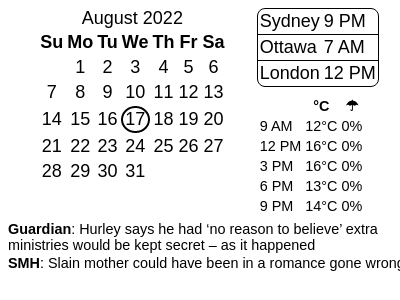 August 2022
Su Mo Tu We Th Fr Sa
1 2 3 4 5 6
7 8 9 10 11 12 13
14 15 16 17 18 19 20
21 22 23 24 25 26 27
28 29 30 31
Sydney 9 PM
Ottawa 7 AM
London 12 PM
°C ☂
9 AM 12°C 0%
12 PM 16°C 0%
3 PM 16°C 0%
6 PM 13°C 0%
9 PM 14°C 0%
Guardian: Hurley says he had ‘no reason to believe’ extra
ministries would be kept secret – as it happened
SMH: Slain mother could have been in a romance gone wrong